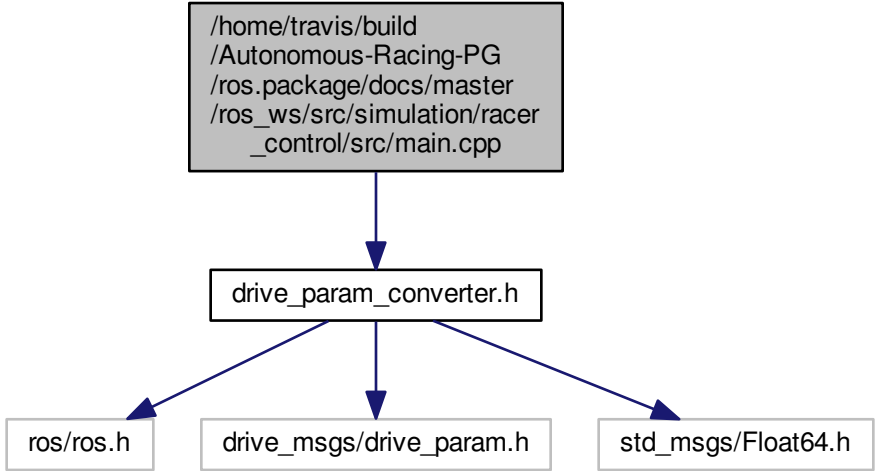 /home/travis/build
/Autonomous-Racing-PG
/ros.package/docs/master
/ros_ws/src/simulation/racer
_control/src/main.cpp
drive_param_converter.h
ros/ros.h
drive_msgs/drive_param.h
std_msgs/Float64.h